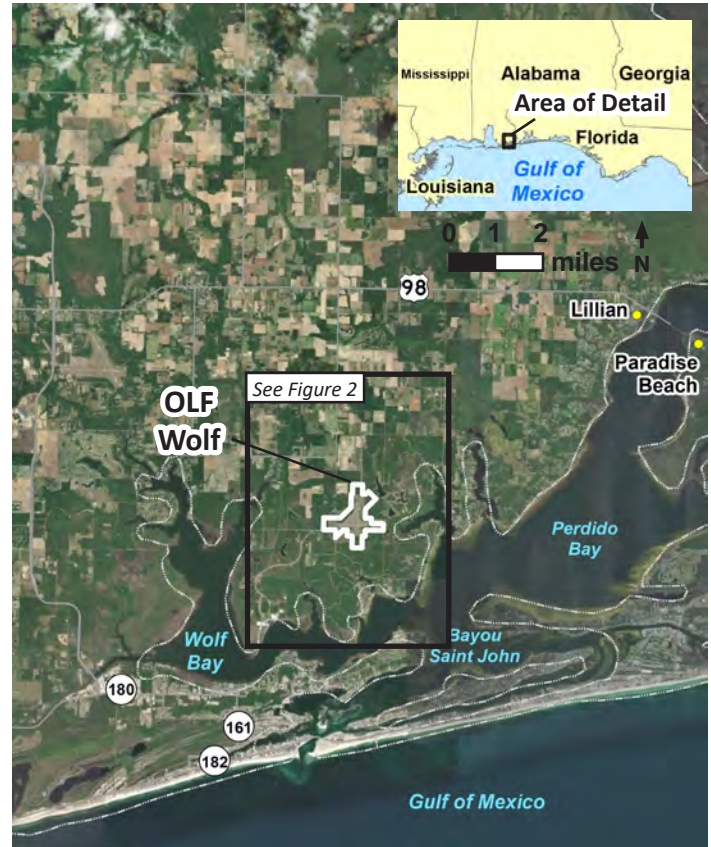 Mississippi
Alabama
Georgia
Area of Detail
Florida
Gulf of
Mexico
Louisiana
0 1 2
miles
N
98
Lillian
Paradise
Beach
See Figure 2
OLF
Wolf
Perdido
Bay
Wolf
Bay
Bayou
Saint John
180
161
182
Gulf of Mexico